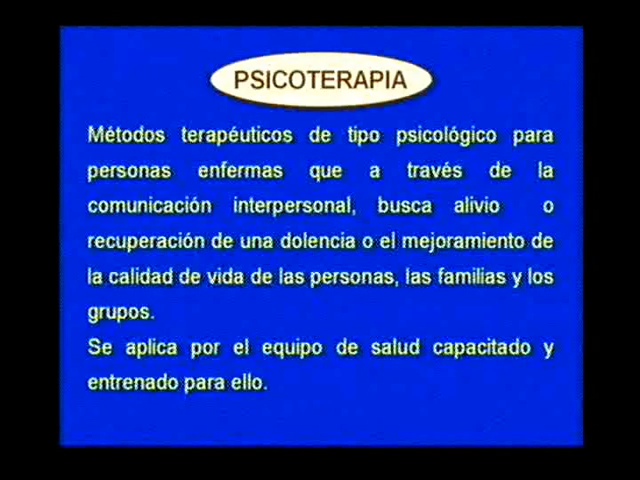 PSICOTERAPIA
Métodos terapéuticos de tipo psicológico para
personas enfermas que a través de la
comunicación interpersonal, busca alivio o
recuperación de una dolencia o el mejoramiento de
la calidad de vida de las personas, las familias y los
grupos.
Se aplica por el equipo de salud capacitado y
entrenado para ello.